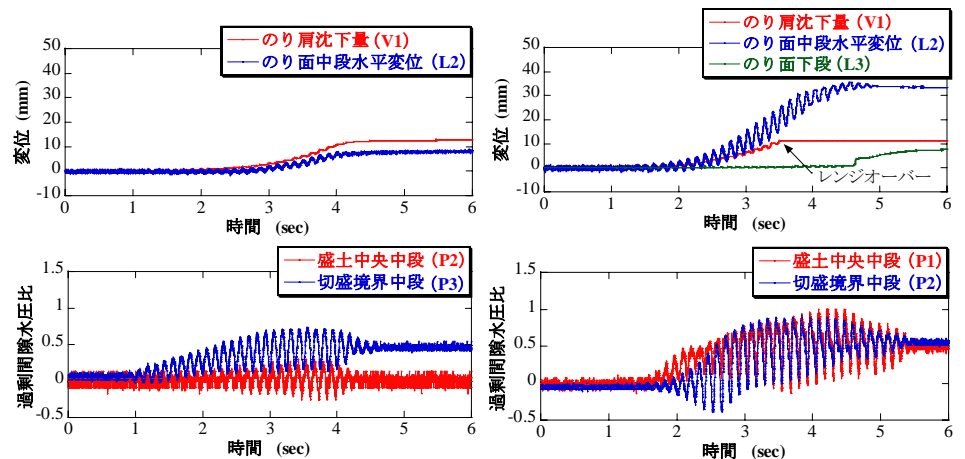 50
40
30
20
10
0
-10
変位 (mm)
のり肩沈下量(V1)
のり面中段水平変位(L2)
0 1 2 3 4 5 6
時間 (sec)
50
40
30
20
10
0
-10
変位 (mm)
のり肩沈下量(V1)
のり面中段水平変位(L2)
のり面下段(L3)
レンジオーバー
0 1 2 3 4 5 6
時間 (sec)
1.5
1
0.5
0
-0.5
過剰間隙水圧比
盛土中央中段(P2)
切盛境界中段(P3)
0 1 2 3 4 5 6
時間 (sec)
1.5
1
0.5
0
-0.5
過剰間隙水圧比
盛土中央中段(P1)
切盛境界中段(P2)
0 1 2 3 4 5 6
時間 (sec)